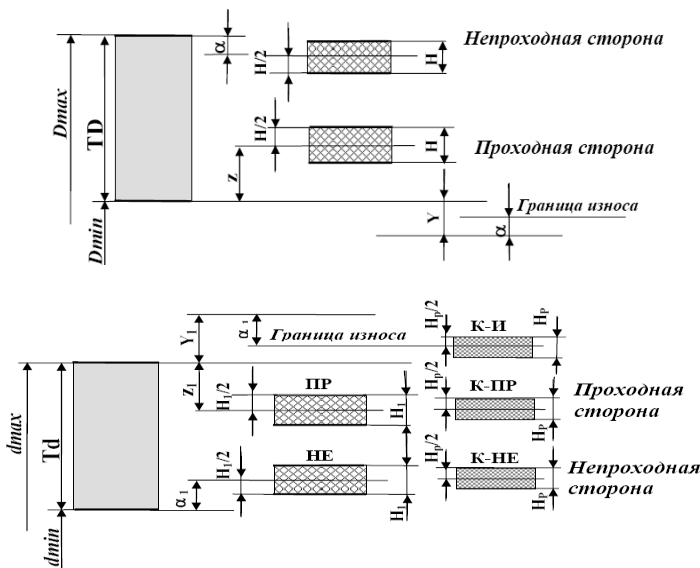 Непроходная сторона
α
H/2
H
Dmax
TD
H/2
H
Проходная сторона
z
Граница износа
Dmin
Y
α
Y₁
α₁
Граница износа
Hp/2
К-И
Hp
dmax
Td
z₁
H₁/2
ПР
H₁
Hp/2
К-ПР
Hp
Проходная
сторона
α₁
H₁/2
НЕ
H₁
Hp/2
К-НЕ
Hp
Непроходная
сторона
dmin